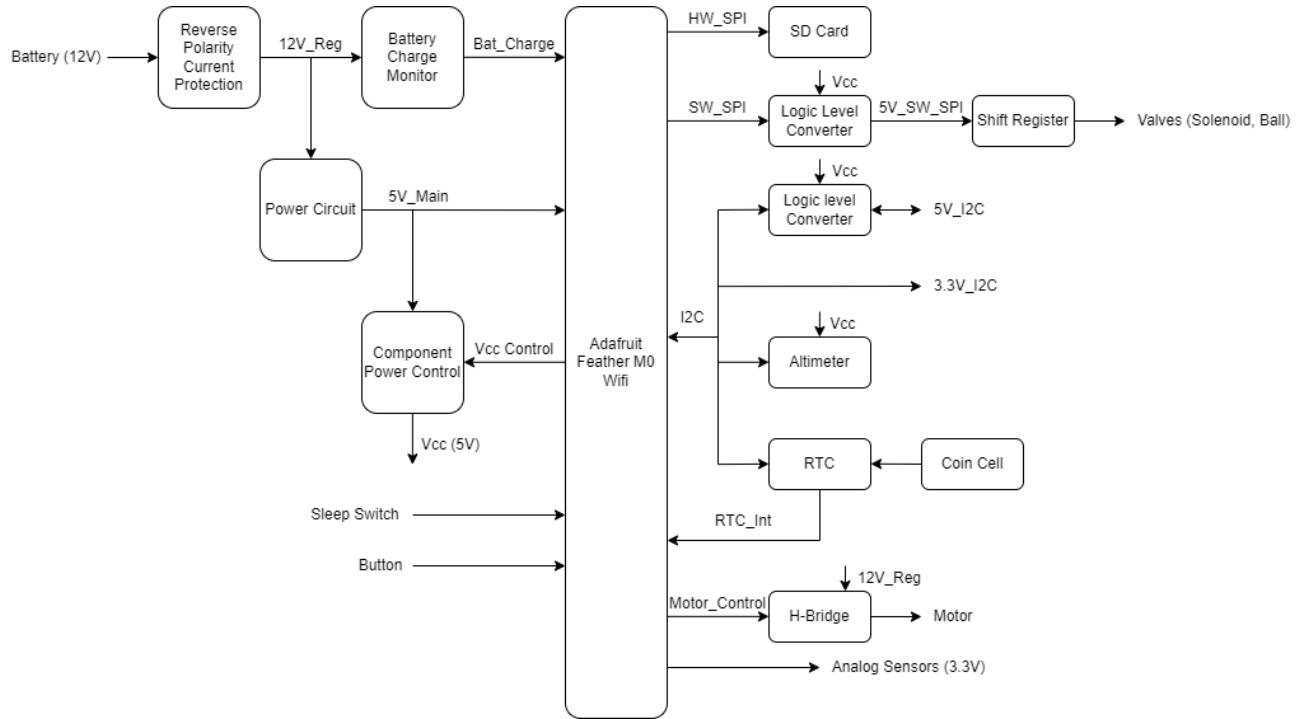 Battery (12V)
Reverse
Polarity
Current
Protection
12V_Reg
Battery
Charge
Monitor
Bat_Charge
Power Circuit
5V_Main
Component
Power Control
Vcc Control
Vcc (5V)
Sleep Switch
Button
Adafruit
Feather M0
Wifi
HW_SPI
SD Card
Vcc
SW_SPI
Logic Level
Converter
5V_SW_SPI
Shift Register
Valves (Solenoid, Ball)
Vcc
Logic level
Converter
5V_I2C
3.3V_I2C
I2C
Vcc
Altimeter
RTC
Coin Cell
RTC_Int
12V_Reg
Motor_Control
H-Bridge
Motor
Analog Sensors (3.3V)